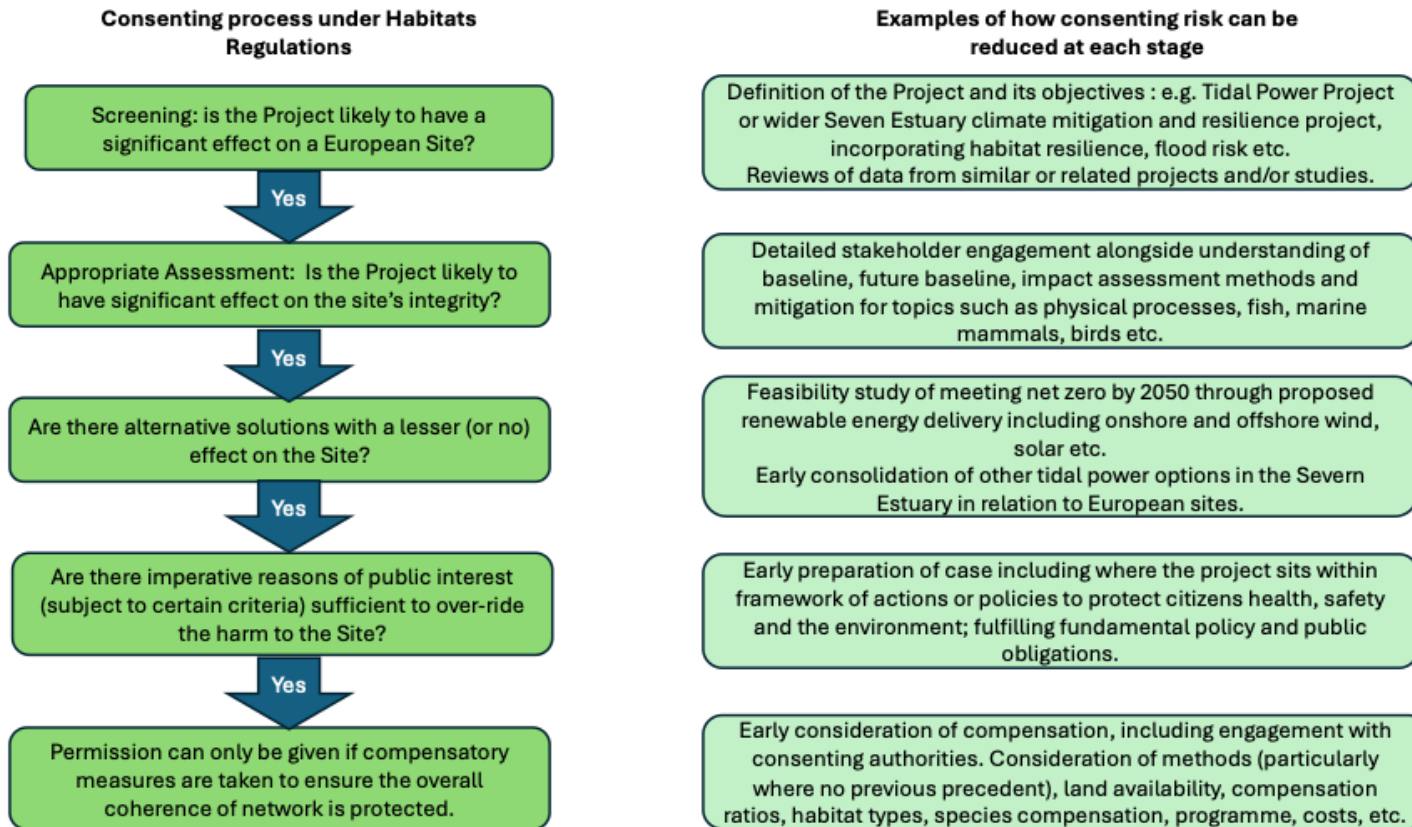 Consenting process under Habitats
Regulations
Examples of how consenting risk can be
reduced at each stage
Screening: is the Project likely to have a
significant effect on a European Site?
Definition of the Project and its objectives : e.g. Tidal Power Project
or wider Seven Estuary climate mitigation and resilience project,
incorporating habitat resilience, flood risk etc.
Reviews of data from similar or related projects and/or studies.
Yes
Appropriate Assessment:  Is the Project likely to
have significant effect on the site’s integrity?
Detailed stakeholder engagement alongside understanding of
baseline, future baseline, impact assessment methods and
mitigation for topics such as physical processes, fish, marine
mammals, birds etc.
Yes
Are there alternative solutions with a lesser (or no)
effect on the Site?
Feasibility study of meeting net zero by 2050 through proposed
renewable energy delivery including onshore and offshore wind,
solar etc.
Early consolidation of other tidal power options in the Severn
Estuary in relation to European sites.
Yes
Are there imperative reasons of public interest
(subject to certain criteria) sufficient to over-ride
the harm to the Site?
Early preparation of case including where the project sits within
framework of actions or policies to protect citizens health, safety
and the environment; fulfilling fundamental policy and public
obligations.
Yes
Permission can only be given if compensatory
measures are taken to ensure the overall
coherence of network is protected.
Early consideration of compensation, including engagement with
consenting authorities. Consideration of methods (particularly
where no previous precedent), land availability, compensation
ratios, habitat types, species compensation, programme, costs, etc.